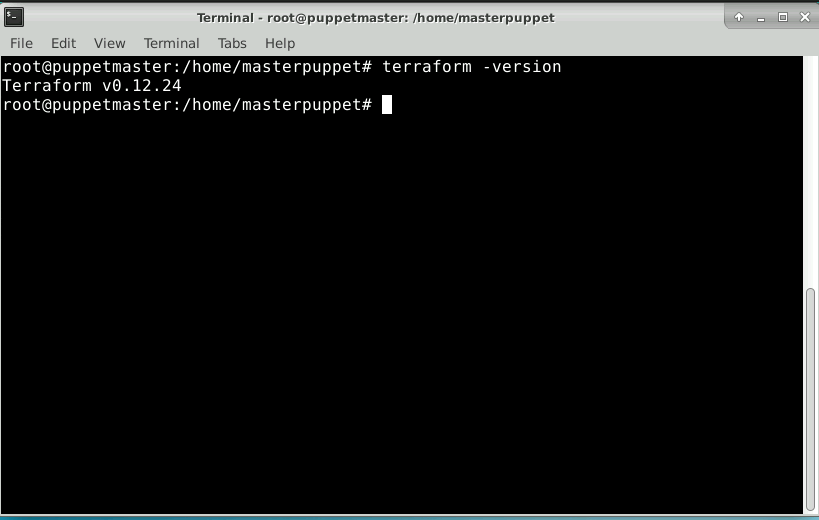 Terminal - root@puppetmaster: /home/masterpuppet
File Edit View Terminal Tabs Help
root@puppetmaster:/home/masterpuppet# terraform -version
Terraform v0.12.24
root@puppetmaster:/home/masterpuppet#